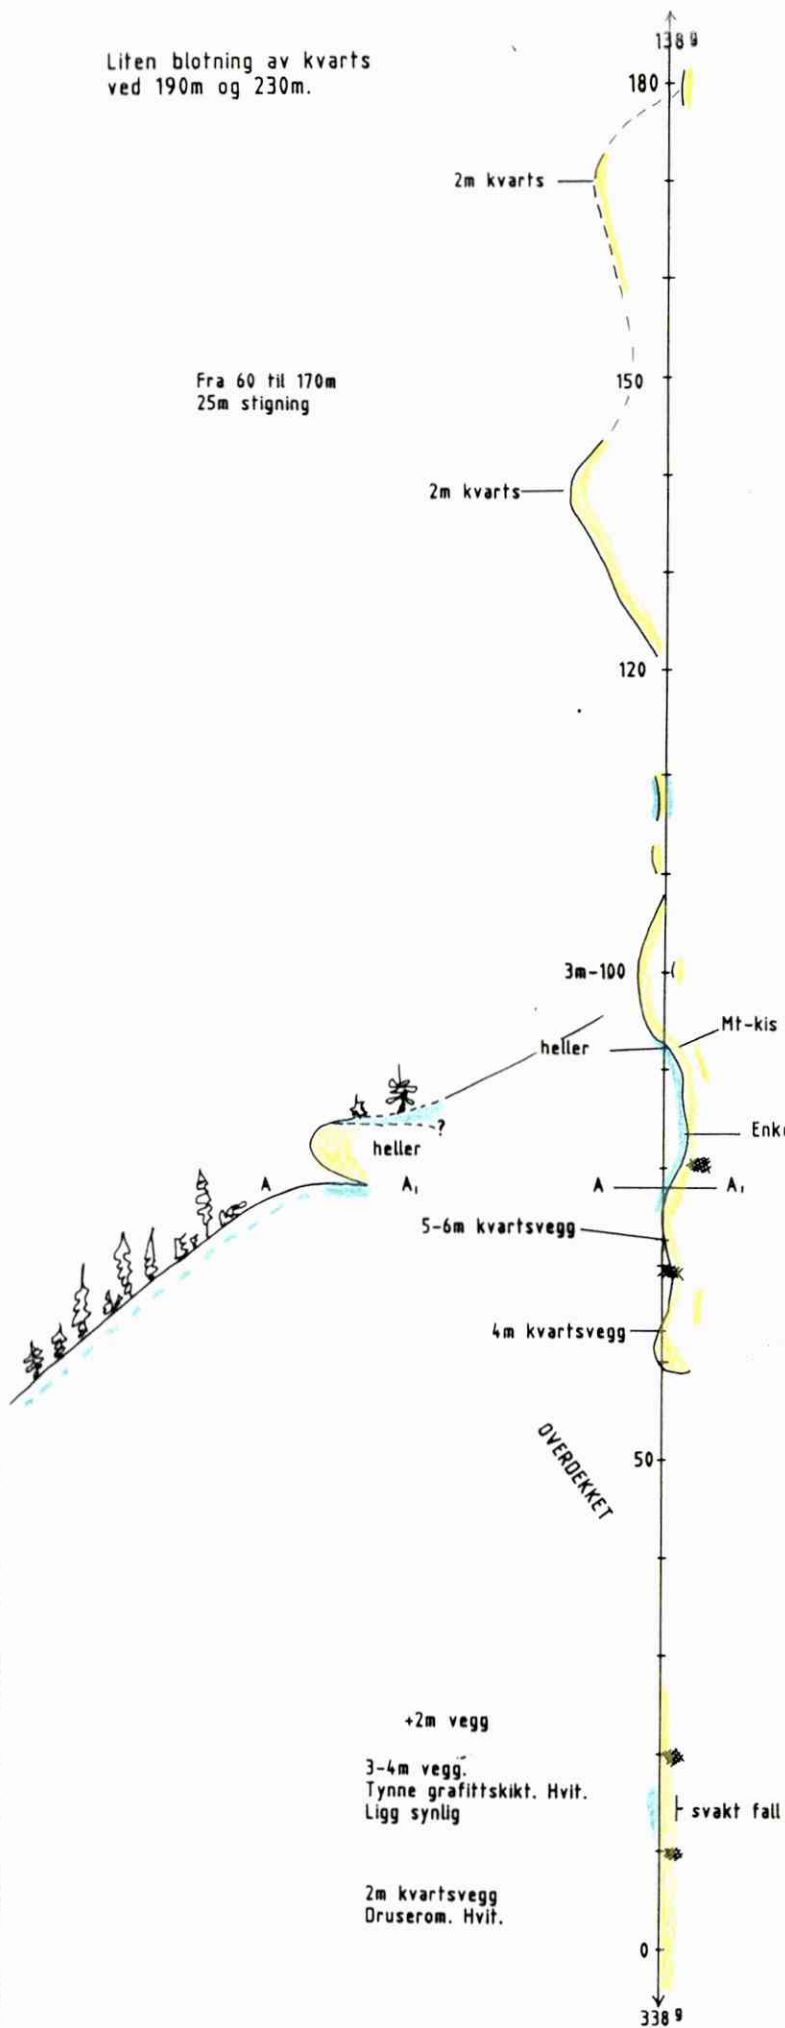 138 g
Liten blotning av kvarts
ved 190m og 230m.
180
2m kvarts
Fra 60 til 170m
25m stigning
150
2m kvarts
120
3m-100
Mt-kis
heller
?
heller
A A₁
A A₁
5-6m kvartsvegg
4m kvartsvegg
OVERDEKKET
50
+2m vegg
3-4m vegg.
Tynne grafittskikt. Hvit.
Ligg synlig
svakt fall
2m kvartsvegg
Druserom. Hvit.
0
338 g